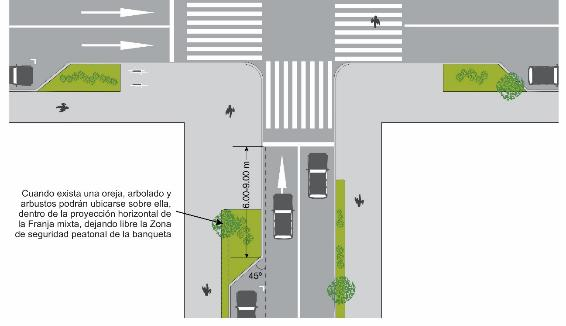 6.00-9.00 m
Cuando exista una oreja, arbolado y
arbustos podrán ubicarse sobre ella,
dentro de la proyección horizontal de
la Franja mixta, dejando libre la Zona
de seguridad peatonal de la banqueta
45º